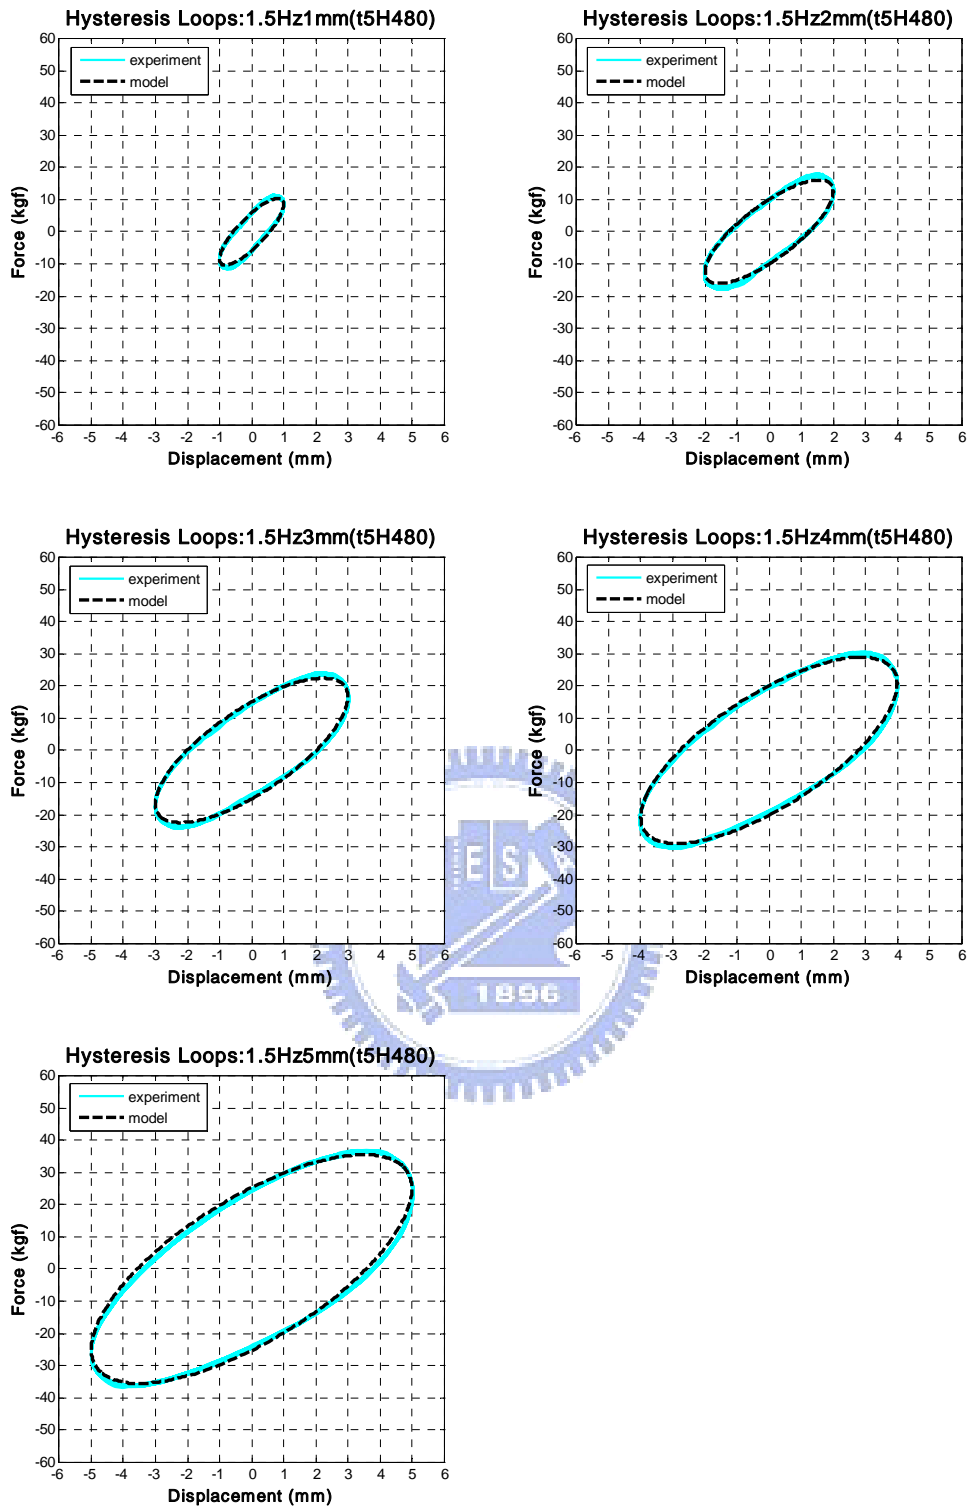 Hysteresis Loops:1.5Hz1mm(t5H480)
60
50
40
30
20
10
0
-10
-20
-30
-40
-50
-60
experiment
model
Force (kgf)
-6 -5 -4 -3 -2 -1 0 1 2 3 4 5 6
Displacement (mm)
Hysteresis Loops:1.5Hz2mm(t5H480)
60
50
40
30
20
10
0
-10
-20
-30
-40
-50
-60
experiment
model
Force (kgf)
-6 -5 -4 -3 -2 -1 0 1 2 3 4 5 6
Displacement (mm)
Hysteresis Loops:1.5Hz3mm(t5H480)
60
50
40
30
20
10
0
-10
-20
-30
-40
-50
-60
experiment
model
Force (kgf)
-6 -5 -4 -3 -2 -1 0 1 2 3 4 5 6
Displacement (mm)
Hysteresis Loops:1.5Hz4mm(t5H480)
60
50
40
30
20
10
0
-10
-20
-30
-40
-50
-60
experiment
model
Force (kgf)
-6 -5 -4 -3 -2 -1 0 1 2 3 4 5 6
Displacement (mm)
ES
1896
Hysteresis Loops:1.5Hz5mm(t5H480)
60
50
40
30
20
10
0
-10
-20
-30
-40
-50
-60
experiment
model
Force (kgf)
-6 -5 -4 -3 -2 -1 0 1 2 3 4 5 6
Displacement (mm)